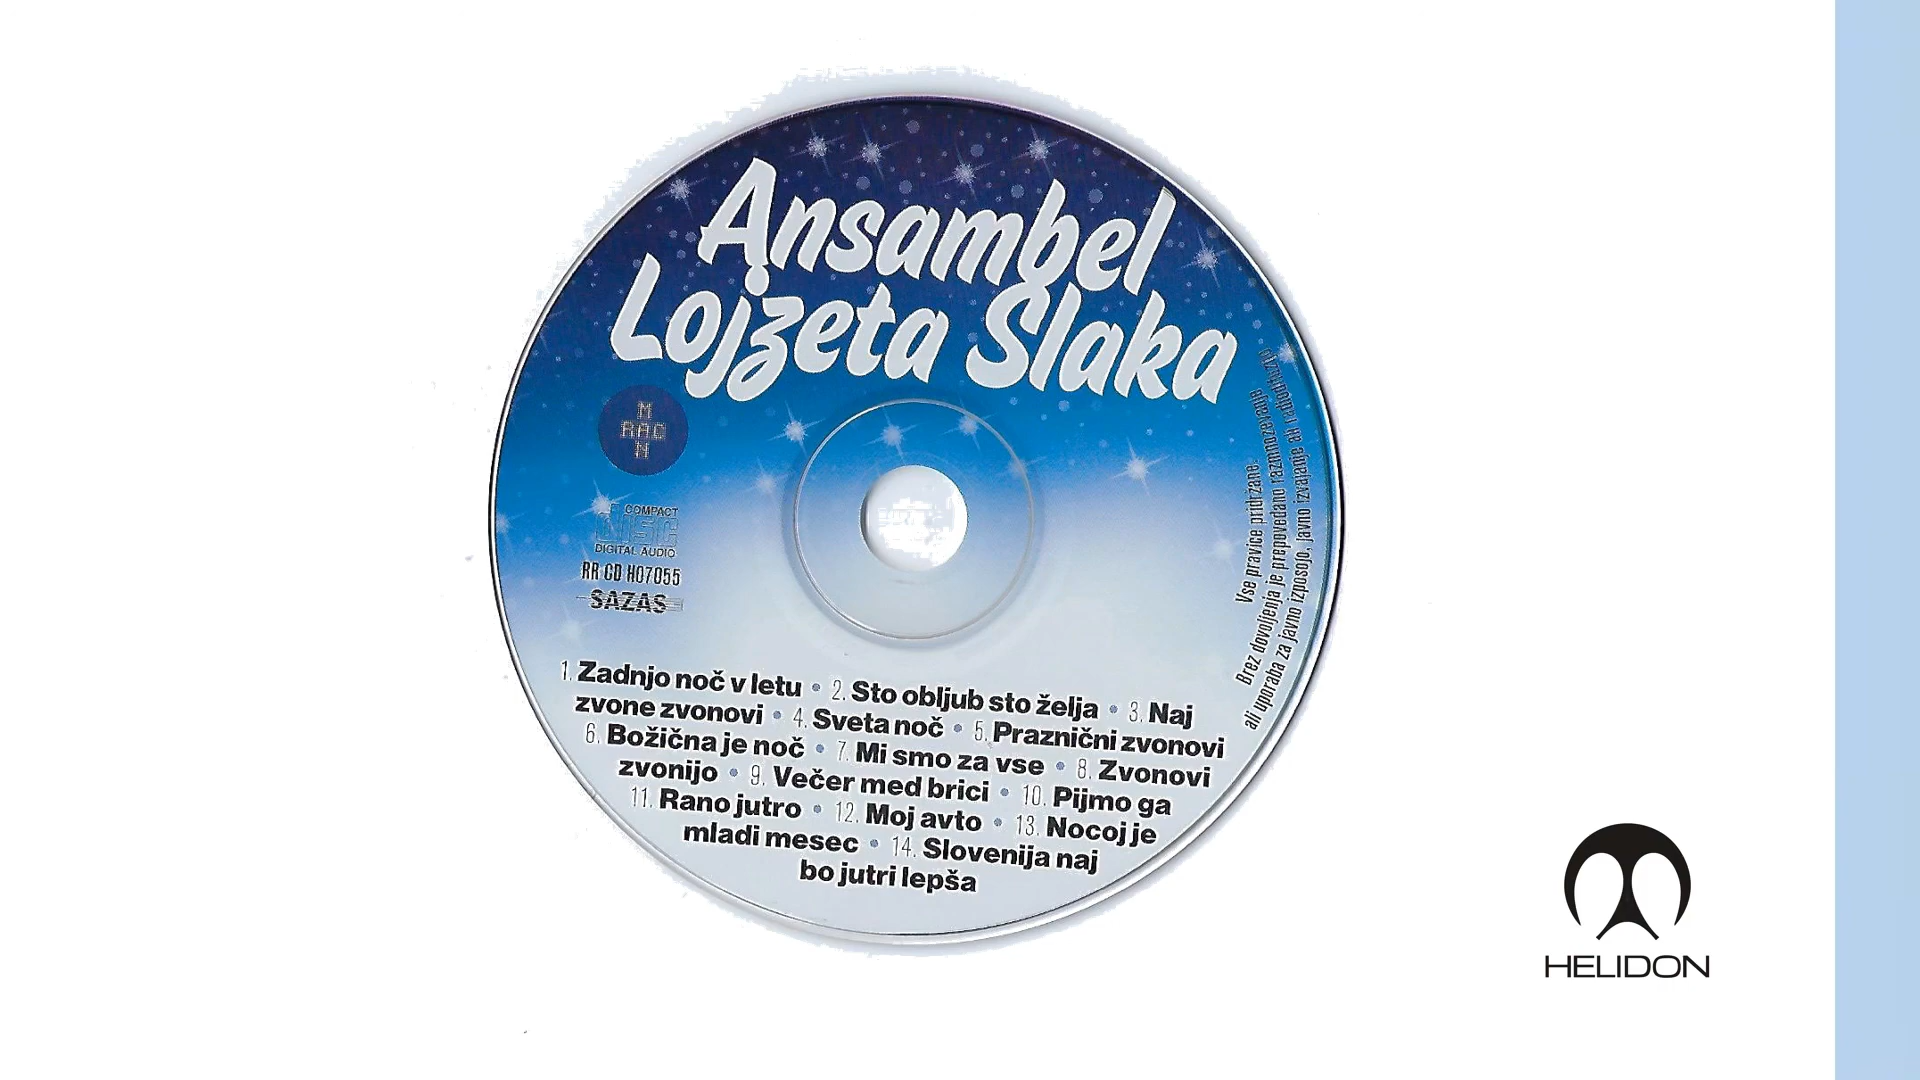 Ansambel
Lojzeta Slaka
M
RAC
N
COMPACT
disc
DIGITAL AUDIO
RR CD H07055
SAZAS
Vse pravice pridržane.
Brez dovoljenja je prepovedano razmnoževanje
ali uporaba za javno izposojo, javno izvajanje ali radiodifuzijo
1. Zadnjo noč v letu • 2. Sto obljub sto želja • 3. Naj
zvone zvonovi • 4. Sveta noč • 5. Praznični zvonovi
6. Božična je noč • 7. Mi smo za vse • 8. Zvonovi
zvonijo • 9. Večer med brici • 10. Pijmo ga
11. Rano jutro • 12. Moj avto • 13. Nocoj je
mladi mesec • 14. Slovenija naj
bo jutri lepša
HELIDON